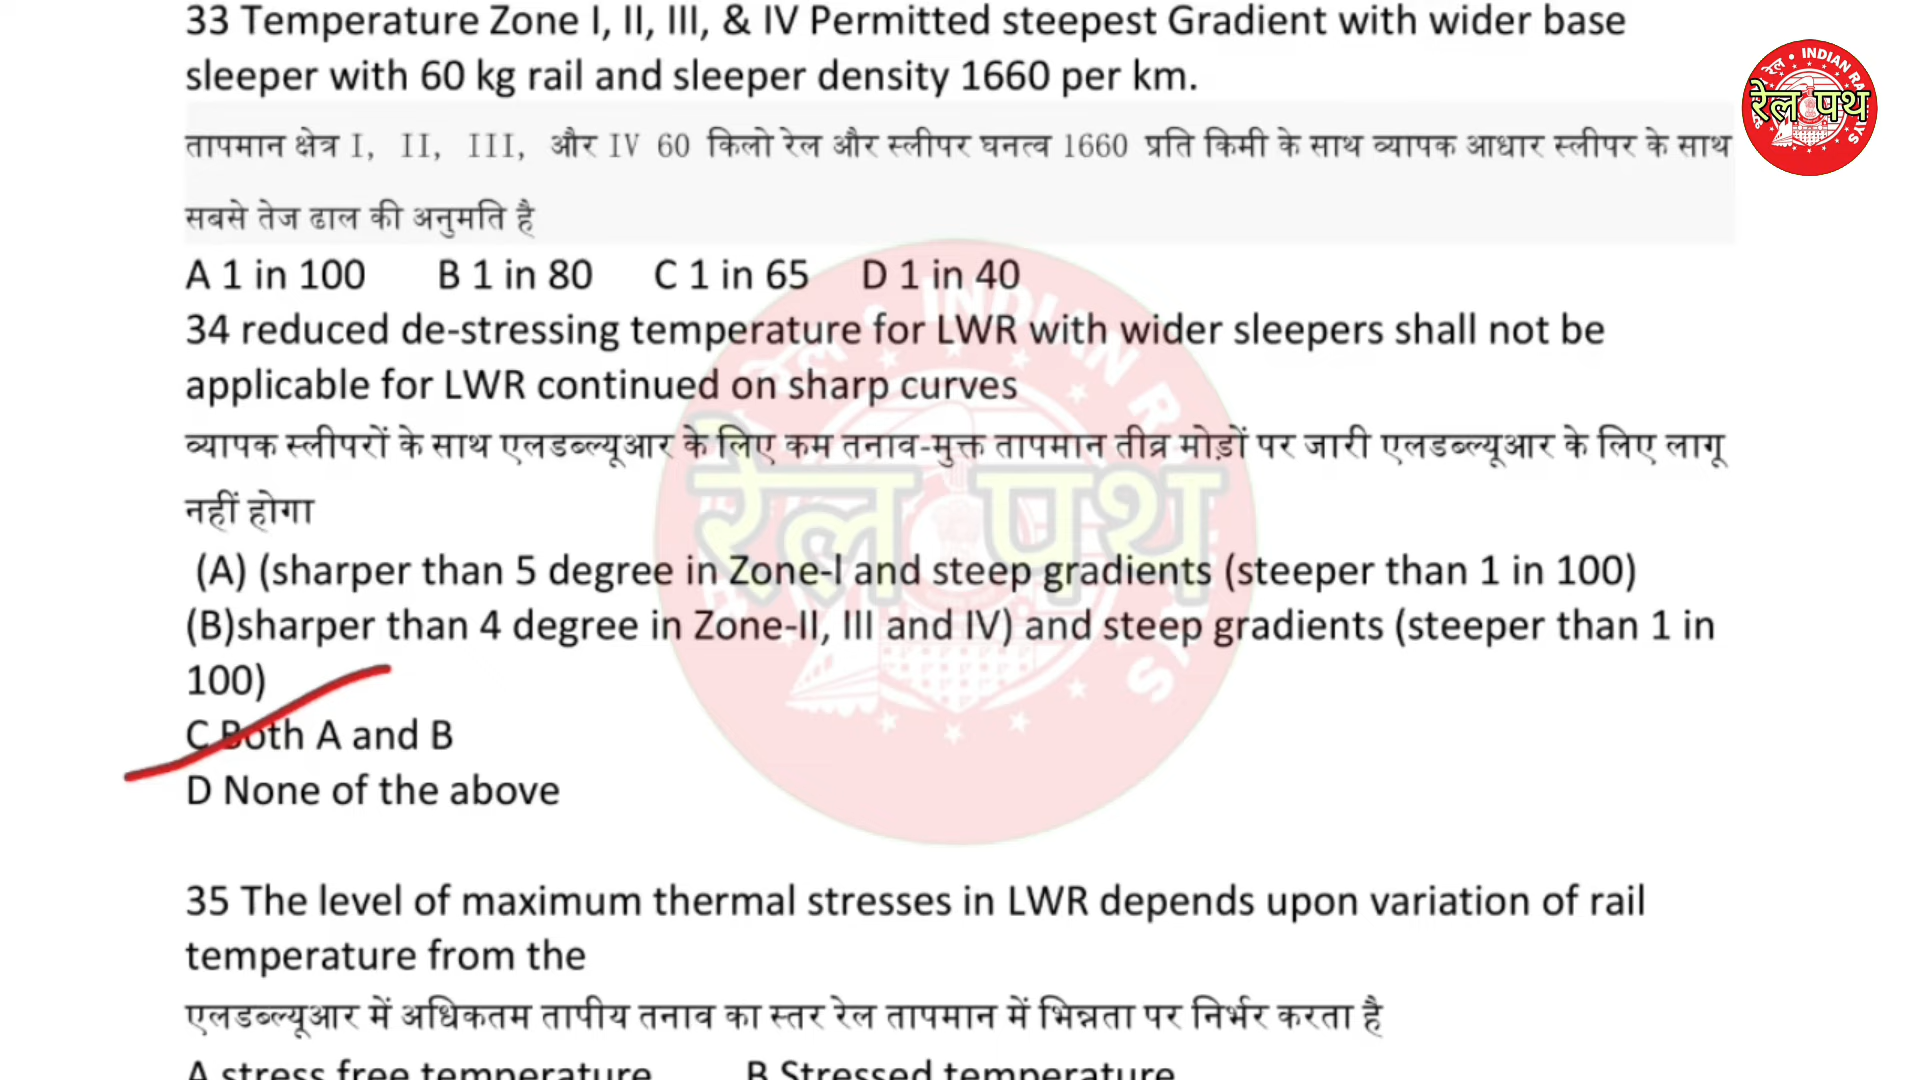 33 Temperature Zone I, II, III, & IV Permitted steepest Gradient with wider base
sleeper with 60 kg rail and sleeper density 1660 per km.
तापमान क्षेत्र I, II, III, और IV 60 किलो रेल और स्लीपर घनत्व 1660 प्रति किमी के साथ व्यापक आधार स्लीपर के साथ
सबसे तेज ढाल की अनुमति है
A 1 in 100 B 1 in 80 C 1 in 65 D 1 in 40
34 reduced de-stressing temperature for LWR with wider sleepers shall not be
applicable for LWR continued on sharp curves
व्यापक स्लीपरों के साथ एलडब्ल्यूआर के लिए कम तनाव-मुक्त तापमान तीव्र मोड़ों पर जारी एलडब्ल्यूआर के लिए लागू
नहीं होगा
(A) (sharper than 5 degree in Zone-I and steep gradients (steeper than 1 in 100)
(B)sharper than 4 degree in Zone-II, III and IV) and steep gradients (steeper than 1 in
100)
C Both A and B
D None of the above
35 The level of maximum thermal stresses in LWR depends upon variation of rail
temperature from the
एलडब्ल्यूआर में अधिकतम तापीय तनाव का स्तर रेल तापमान में भिन्नता पर निर्भर करता है
A stress free temperature B Stressed temperature
INDIAN RAILWAYS
रेल पथ
रेल पथ